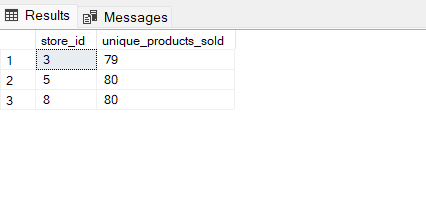 Results Messages
store_id unique_products_sold
1 3 79
2 5 80
3 8 80